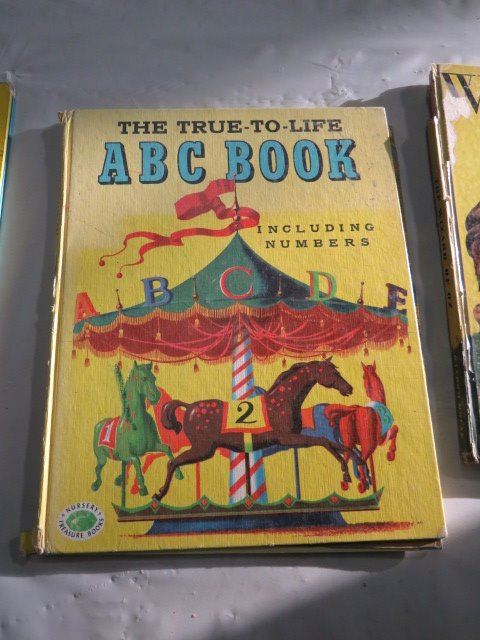 THE TRUE-TO-LIFE
ABC BOOK
INCLUDING
NUMBERS
A B C D E
1
2
NURSERY
TREASURE BOOKS
W